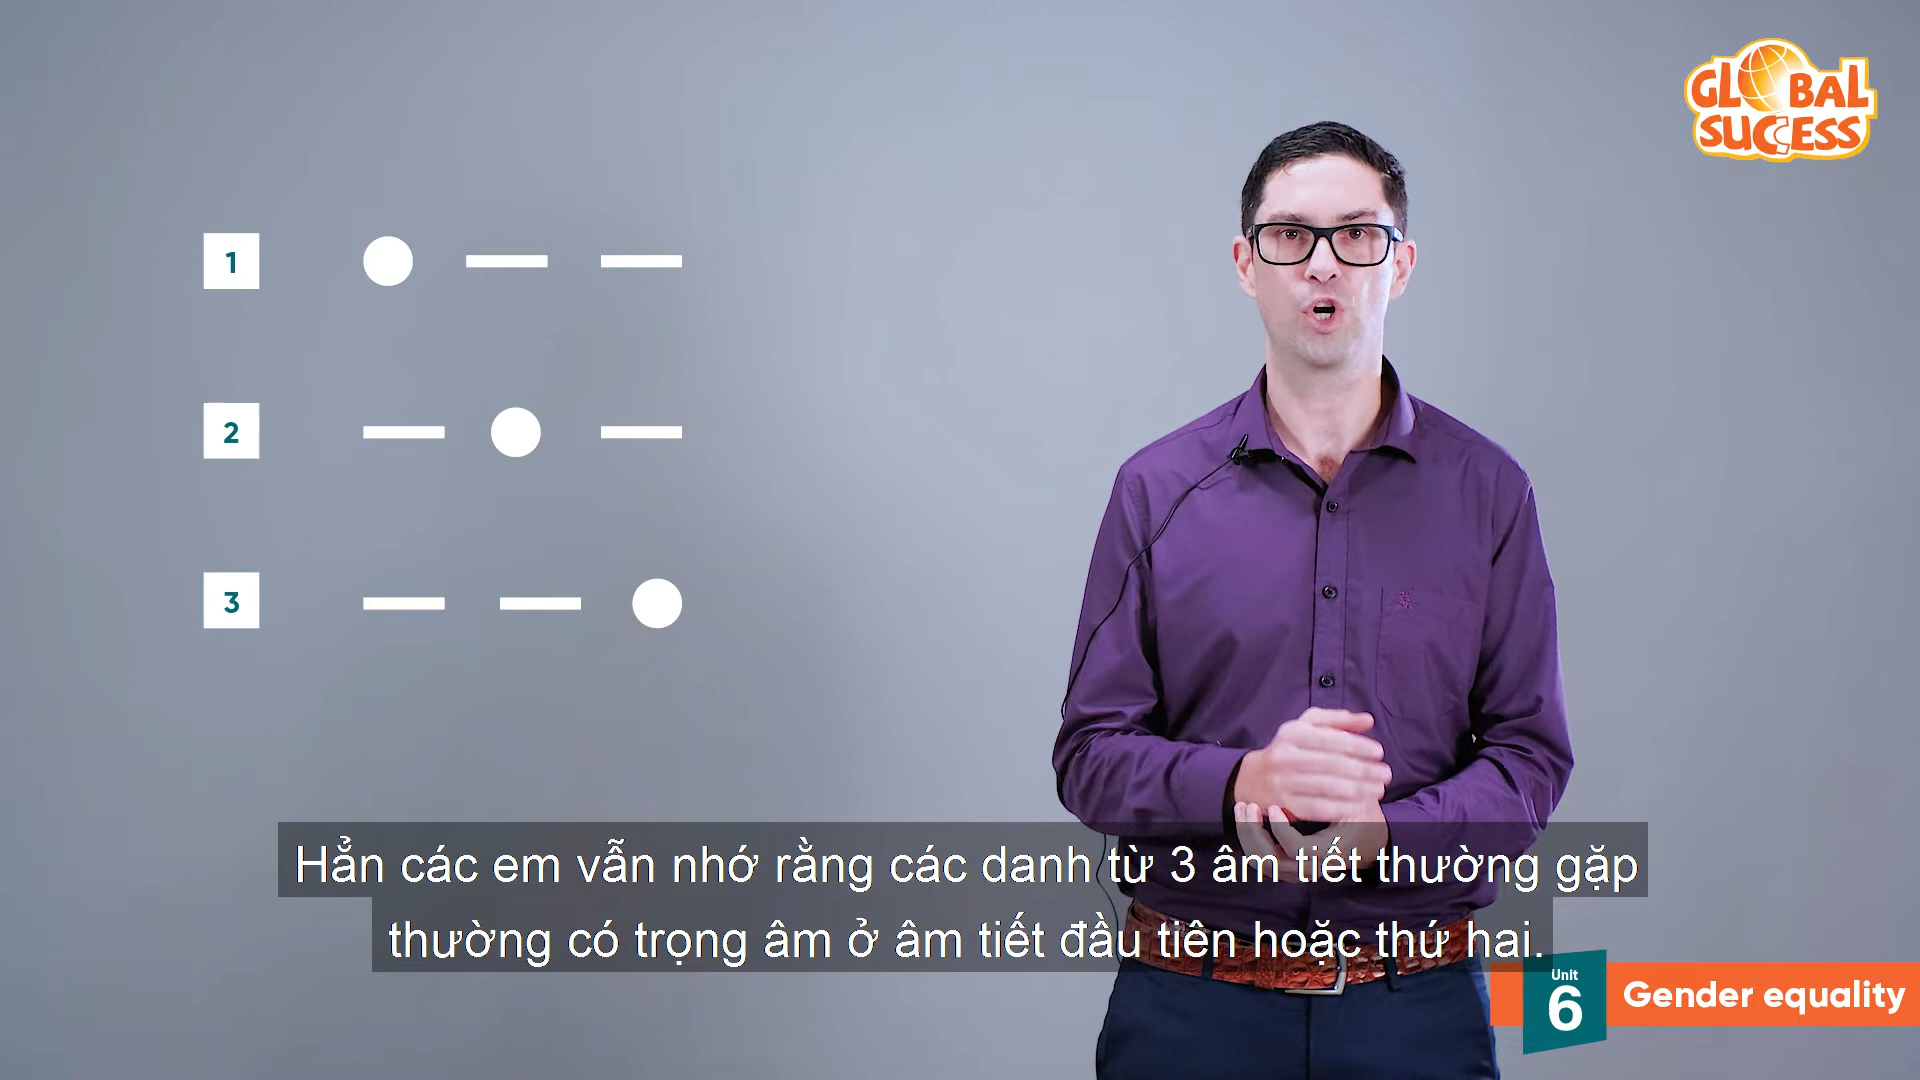 GLOBAL
SUCCESS
1
2
3
Hẳn các em vẫn nhớ rằng các danh từ 3 âm tiết thường gặp
thường có trọng âm ở âm tiết đầu tiên hoặc thứ hai.
Unit
6
Gender equality